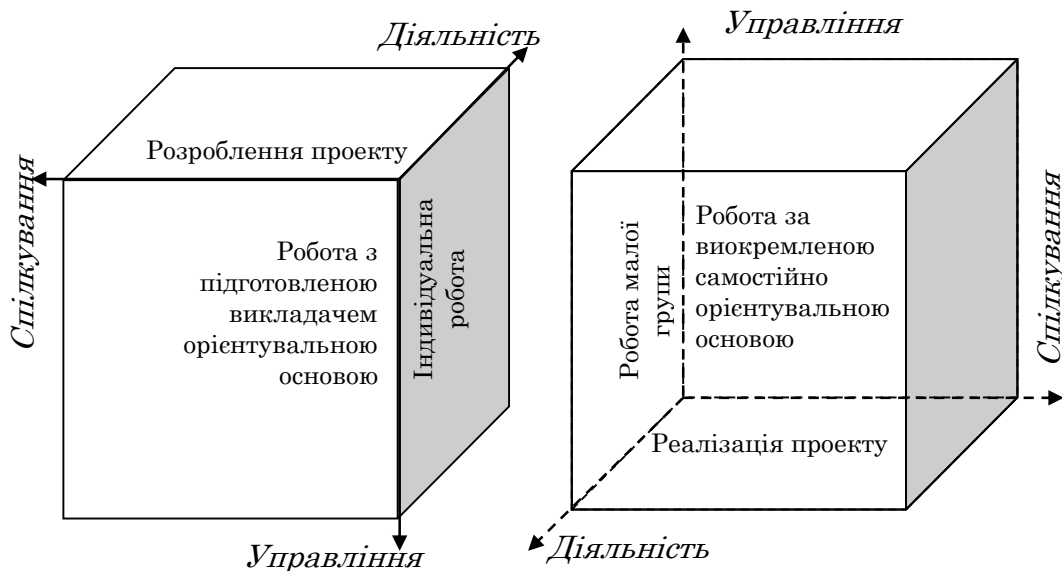 Діяльність
Розроблення проекту
Спілкування
Робота з
підготовленою
викладачем
орієнтувальною
основою
Індивідуальна
робота
Управління
Управління
Робота малої
групи
Робота за
виокремленою
самостійно
орієнтувальною
основою
Спілкування
Реалізація проекту
Діяльність